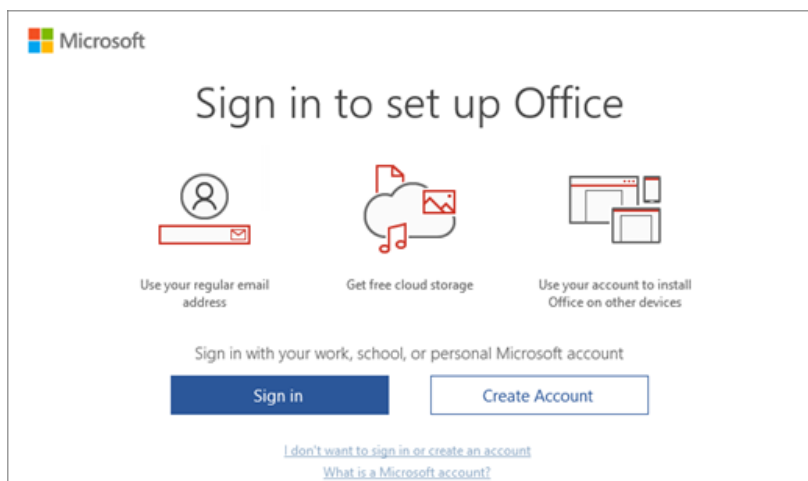 Microsoft
Sign in to set up Office
Use your regular email
address
Get free cloud storage
Use your account to install
Office on other devices
Sign in with your work, school, or personal Microsoft account
Sign in
Create Account
I don't want to sign in or create an account
What is a Microsoft account?